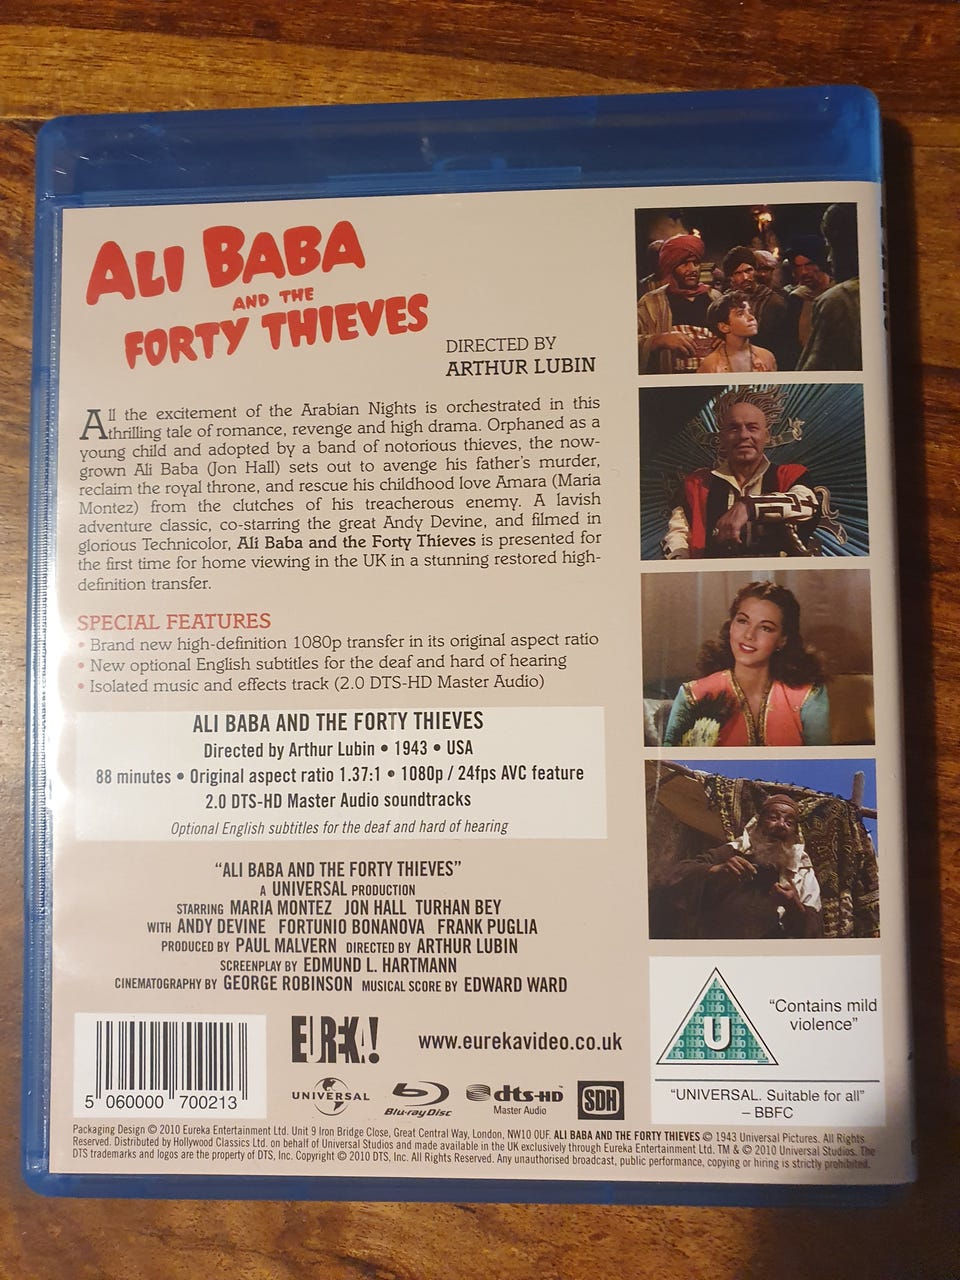 ALI BABA
AND THE
FORTY THIEVES
DIRECTED BY
ARTHUR LUBIN
All the excitement of the Arabian Nights is orchestrated in this
thrilling tale of romance, revenge and high drama. Orphaned as a
young child and adopted by a band of notorious thieves, the now-
grown Ali Baba (Jon Hall) sets out to avenge his father's murder,
reclaim the royal throne, and rescue his childhood love Amara (Maria
Montez) from the clutches of his treacherous enemy. A lavish
adventure classic, co-starring the great Andy Devine, and filmed in
glorious Technicolor, Ali Baba and the Forty Thieves is presented for
the first time for home viewing in the UK in a stunning restored high-
definition transfer.
SPECIAL FEATURES
• Brand new high-definition 1080p transfer in its original aspect ratio
• New optional English subtitles for the deaf and hard of hearing
• Isolated music and effects track (2.0 DTS-HD Master Audio)
ALI BABA AND THE FORTY THIEVES
Directed by Arthur Lubin • 1943 • USA
88 minutes • Original aspect ratio 1.37:1 • 1080p / 24fps AVC feature
2.0 DTS-HD Master Audio soundtracks
Optional English subtitles for the deaf and hard of hearing
"ALI BABA AND THE FORTY THIEVES"
A UNIVERSAL PRODUCTION
STARRING MARIA MONTEZ JON HALL TURHAN BEY
WITH ANDY DEVINE FORTUNIO BONANOVA FRANK PUGLIA
PRODUCED BY PAUL MALVERN DIRECTED BY ARTHUR LUBIN
SCREENPLAY BY EDMUND L. HARTMANN
CINEMATOGRAPHY BY GEORGE ROBINSON MUSICAL SCORE BY EDWARD WARD
U
"Contains mild
violence"
"UNIVERSAL. Suitable for all"
– BBFC
EUREKA!
www.eurekavideo.co.uk
UNIVERSAL
Blu-ray Disc
dts-HD
Master Audio
SDH
5 060000 700213
Packaging Design © 2010 Eureka Entertainment Ltd. Unit 9 Iron Bridge Close, Great Central Way, London, NW10 0UF. ALI BABA AND THE FORTY THIEVES © 1943 Universal Pictures. All Rights
Reserved. Distributed by Hollywood Classics Ltd. on behalf of Universal Studios and made available in the UK exclusively through Eureka Entertainment Ltd. TM & © 2010 Universal Studios. The
DTS trademarks and logos are the property of DTS, Inc. Copyright © 2010 DTS, Inc. All Rights Reserved. Any unauthorised broadcast, public performance, copying or hiring is strictly prohibited.